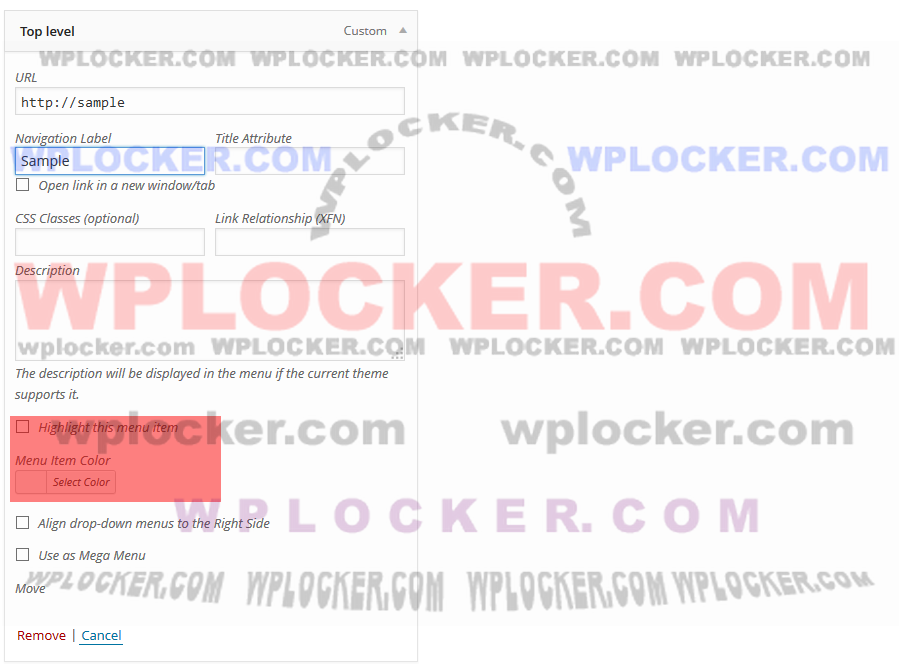 Top level Custom
WPLOCKER.COM WPLOCKER.COM WPLOCKER.COM WPLOCKER.COM
URL
http://sample
WPLOCKER.COM
Navigation Label Title Attribute
Sample
WPLOCKER.COM WPLOCKER.COM
Open link in a new window/tab
CSS Classes (optional) Link Relationship (XFN)
Description
WPLOCKER.COM
wplocker.com WPLOCKER.COM WPLOCKER.COM WPLOCKER.COM
The description will be displayed in the menu if the current theme
supports it.
Highlight this menu item
wplocker.com wplocker.com
Menu Item Color
Select Color
WPLOCKER.COM
Align drop-down menus to the Right Side
Use as Mega Menu
Move
WPLOCKER.COM WPLOCKER.COM WPLOCKER.COM WPLOCKER.COM
Remove | Cancel